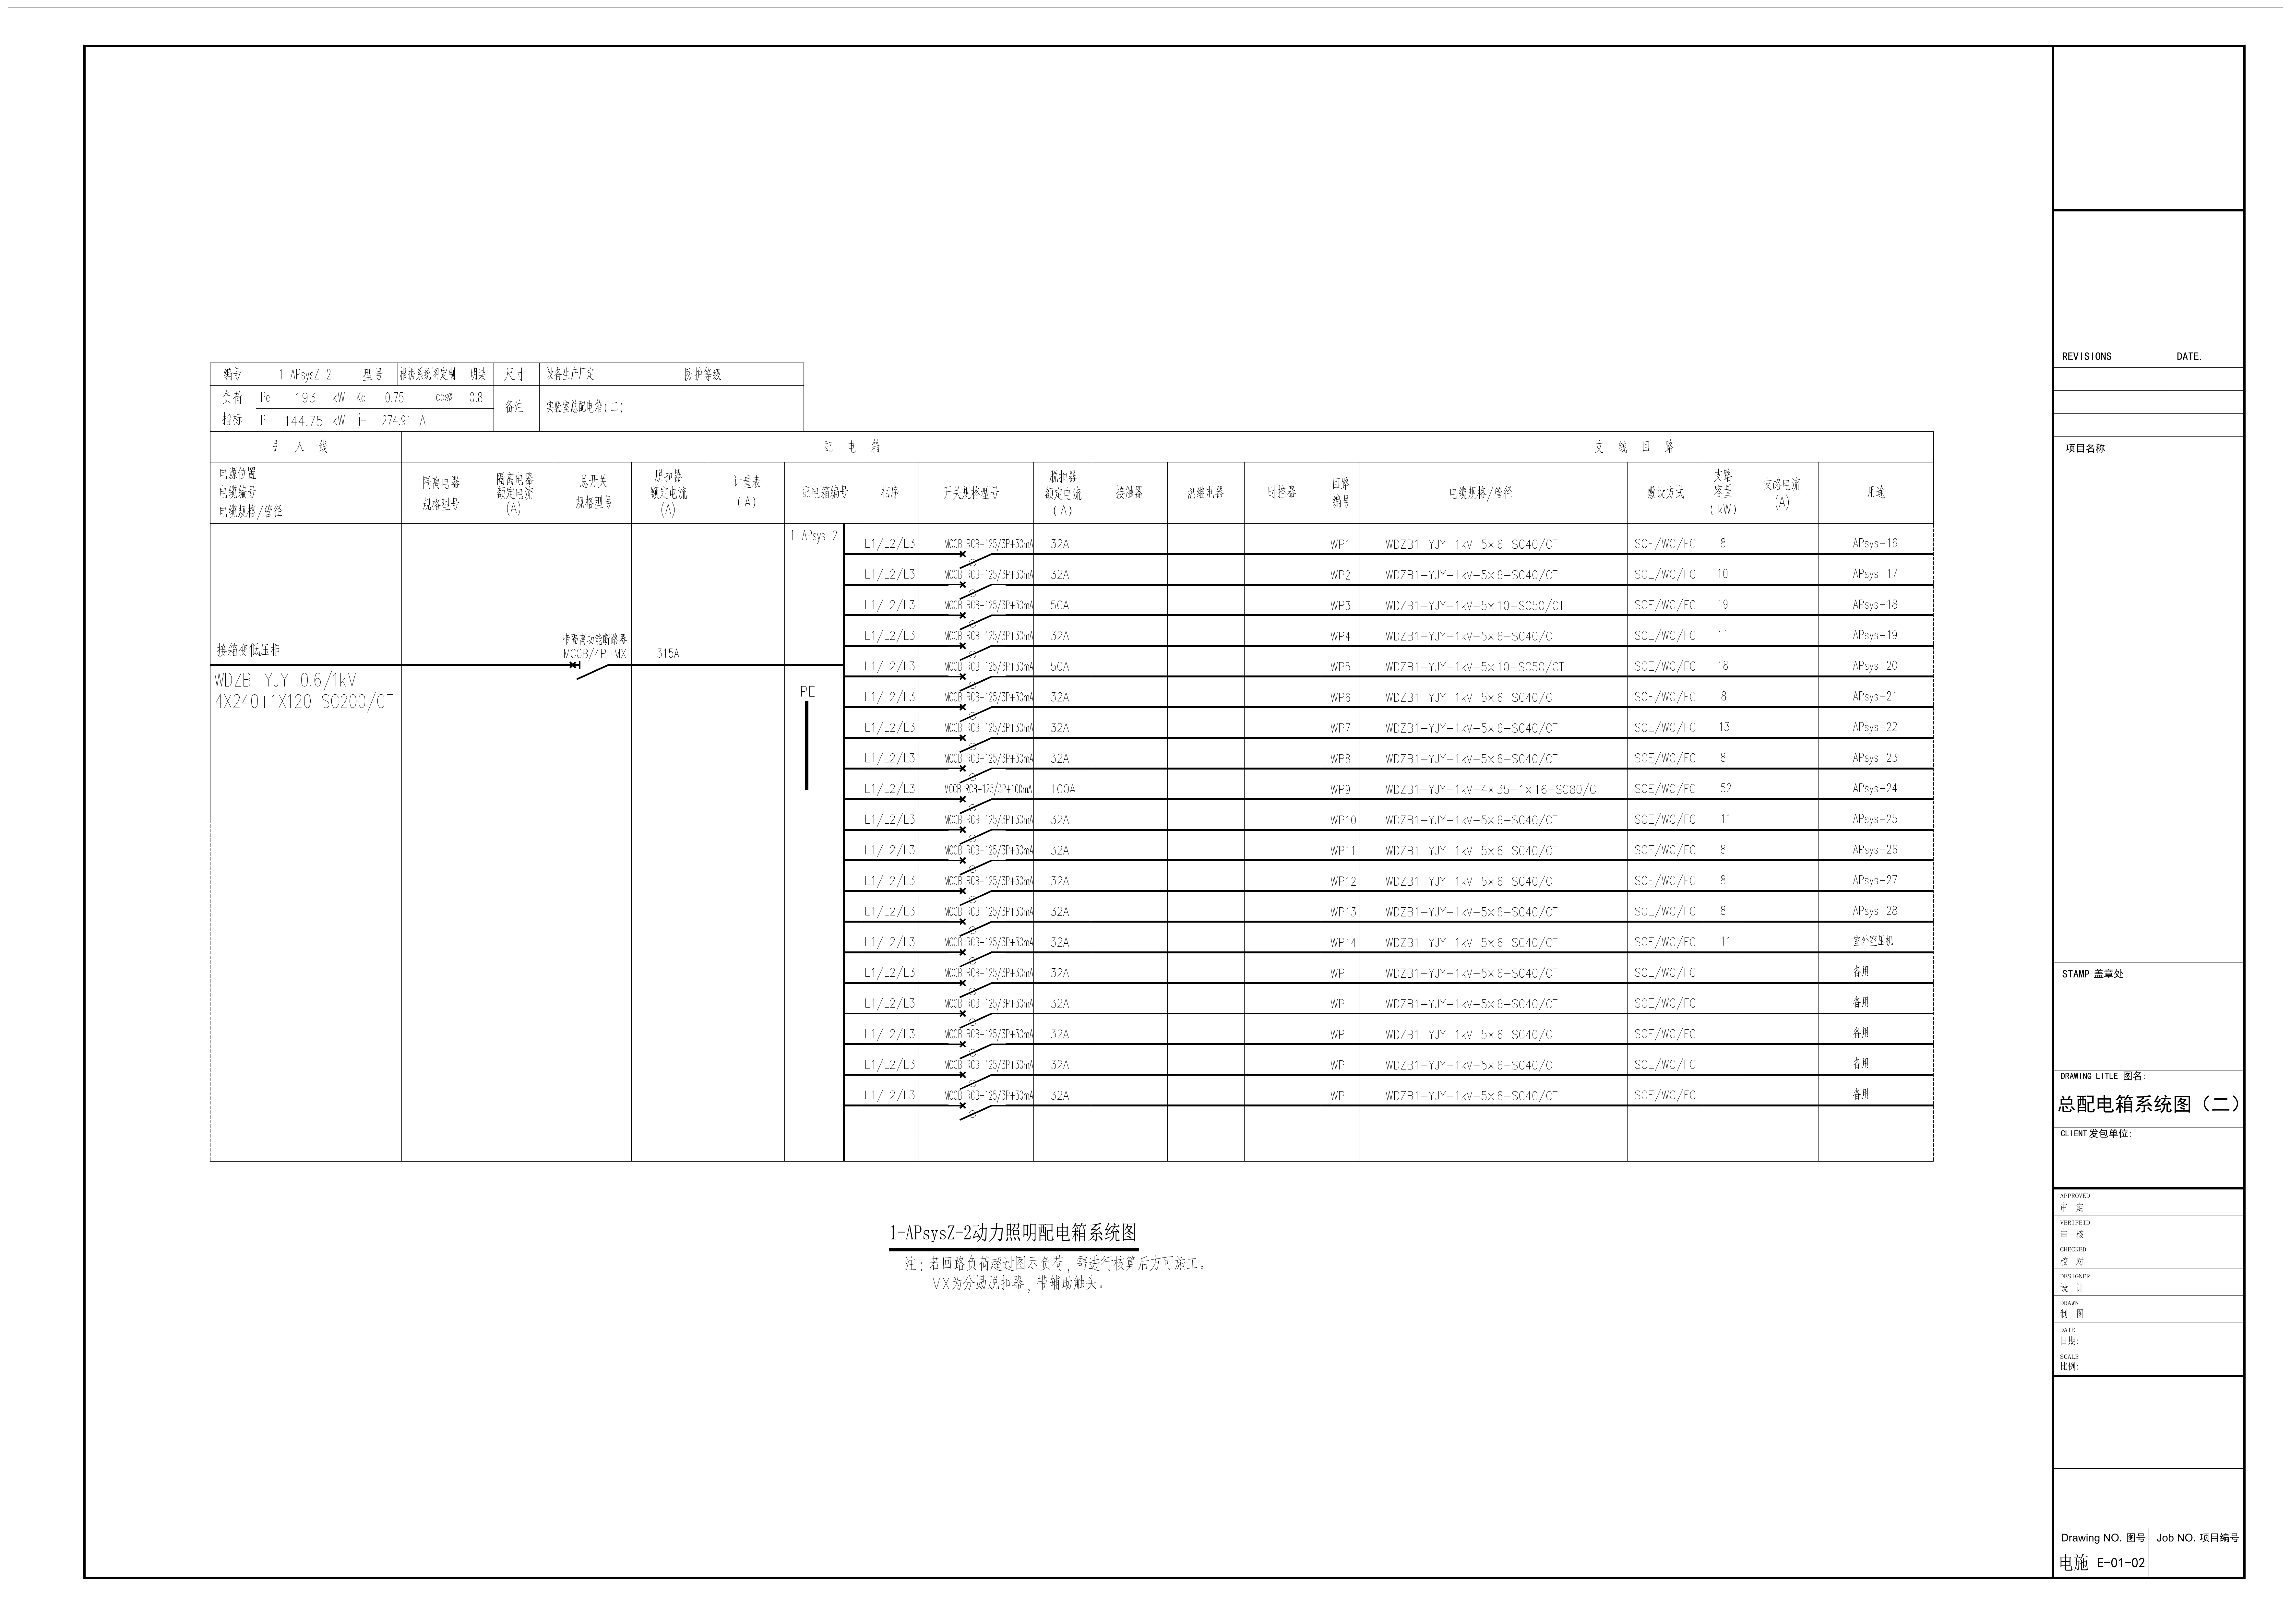 编号 1-APsysZ-2 型号 根据系统图定制 明装 尺寸 设备生产厂定 防护等级
负荷 Pe= 193 kW Kc= 0.75 cosØ= 0.8 备注 实验室总配电箱(二)
指标 Pj= 144.75 kW Ij= 274.91 A
引 入 线 配 电 箱 支 线 回 路
电源位置
电缆编号
电缆规格/管径
隔离电器
规格型号
隔离电器
额定电流
(A)
总开关
规格型号
脱扣器
额定电流
(A)
计量表
(A)
配电箱编号
相序
开关规格型号
脱扣器
额定电流
(A)
接触器
热继电器
时控器
回路
编号
电缆规格/管径
敷设方式
支路
容量
(kW)
支路电流
(A)
用途
接箱变低压柜
WDZB-YJY-0.6/1kV
4X240+1X120 SC200/CT
带隔离功能断路器
MCCB/4P+MX
315A
1-APsys-2
PE
L1/L2/L3 MCCB RCB-125/3P+30mA 32A WP1 WDZB1-YJY-1kV-5×6-SC40/CT SCE/WC/FC 8 APsys-16
L1/L2/L3 MCCB RCB-125/3P+30mA 32A WP2 WDZB1-YJY-1kV-5×6-SC40/CT SCE/WC/FC 10 APsys-17
L1/L2/L3 MCCB RCB-125/3P+30mA 50A WP3 WDZB1-YJY-1kV-5×10-SC50/CT SCE/WC/FC 19 APsys-18
L1/L2/L3 MCCB RCB-125/3P+30mA 32A WP4 WDZB1-YJY-1kV-5×6-SC40/CT SCE/WC/FC 11 APsys-19
L1/L2/L3 MCCB RCB-125/3P+30mA 50A WP5 WDZB1-YJY-1kV-5×10-SC50/CT SCE/WC/FC 18 APsys-20
L1/L2/L3 MCCB RCB-125/3P+30mA 32A WP6 WDZB1-YJY-1kV-5×6-SC40/CT SCE/WC/FC 8 APsys-21
L1/L2/L3 MCCB RCB-125/3P+30mA 32A WP7 WDZB1-YJY-1kV-5×6-SC40/CT SCE/WC/FC 13 APsys-22
L1/L2/L3 MCCB RCB-125/3P+30mA 32A WP8 WDZB1-YJY-1kV-5×6-SC40/CT SCE/WC/FC 8 APsys-23
L1/L2/L3 MCCB RCB-125/3P+100mA 100A WP9 WDZB1-YJY-1kV-4×35+1×16-SC80/CT SCE/WC/FC 52 APsys-24
L1/L2/L3 MCCB RCB-125/3P+30mA 32A WP10 WDZB1-YJY-1kV-5×6-SC40/CT SCE/WC/FC 11 APsys-25
L1/L2/L3 MCCB RCB-125/3P+30mA 32A WP11 WDZB1-YJY-1kV-5×6-SC40/CT SCE/WC/FC 8 APsys-26
L1/L2/L3 MCCB RCB-125/3P+30mA 32A WP12 WDZB1-YJY-1kV-5×6-SC40/CT SCE/WC/FC 8 APsys-27
L1/L2/L3 MCCB RCB-125/3P+30mA 32A WP13 WDZB1-YJY-1kV-5×6-SC40/CT SCE/WC/FC 8 APsys-28
L1/L2/L3 MCCB RCB-125/3P+30mA 32A WP14 WDZB1-YJY-1kV-5×6-SC40/CT SCE/WC/FC 11 室外空压机
L1/L2/L3 MCCB RCB-125/3P+30mA 32A WP WDZB1-YJY-1kV-5×6-SC40/CT SCE/WC/FC 备用
L1/L2/L3 MCCB RCB-125/3P+30mA 32A WP WDZB1-YJY-1kV-5×6-SC40/CT SCE/WC/FC 备用
L1/L2/L3 MCCB RCB-125/3P+30mA 32A WP WDZB1-YJY-1kV-5×6-SC40/CT SCE/WC/FC 备用
L1/L2/L3 MCCB RCB-125/3P+30mA 32A WP WDZB1-YJY-1kV-5×6-SC40/CT SCE/WC/FC 备用
L1/L2/L3 MCCB RCB-125/3P+30mA 32A WP WDZB1-YJY-1kV-5×6-SC40/CT SCE/WC/FC 备用
1-APsysZ-2动力照明配电箱系统图
注:若回路负荷超过图示负荷,需进行核算后方可施工。
MX为分励脱扣器,带辅助触头。
REVISIONS DATE.
项目名称
STAMP 盖章处
DRAWING LITLE 图名:
总配电箱系统图（二）
CLIENT发包单位:
APPROVED
审 定
VERIFEID
审 核
CHECKED
校 对
DESIGNER
设 计
DRAWN
制 图
DATE
日期:
SCALE
比例:
Drawing NO. 图号 Job NO. 项目编号
电施 E-01-02